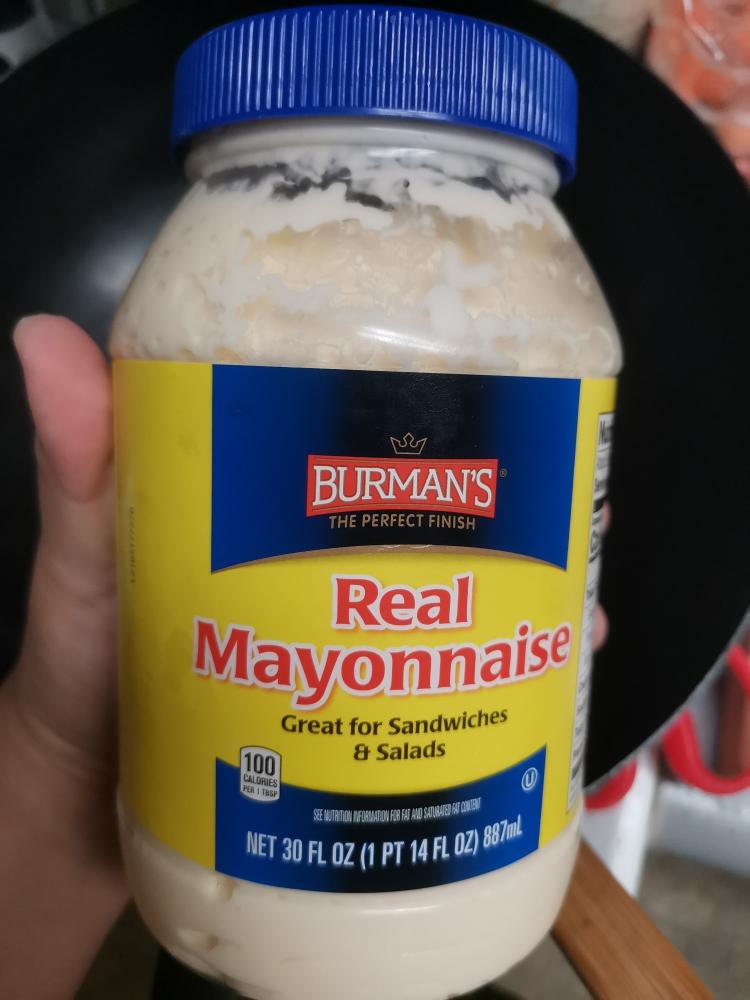 BURMAN'S®
THE PERFECT FINISH
Real
Mayonnaise
Great for Sandwiches
& Salads
100
CALORIES
PER 1 TBSP
U
SEE NUTRITION INFORMATION FOR FAT AND SATURATED FAT CONTENT
NET 30 FL OZ (1 PT 14 FL OZ) 887mL